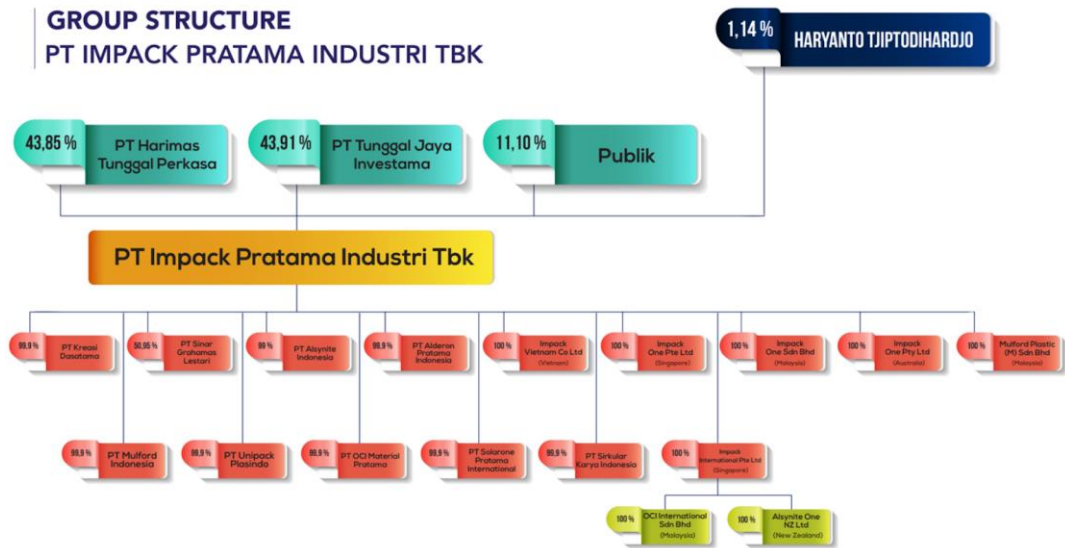 GROUP STRUCTURE
PT IMPACK PRATAMA INDUSTRI TBK
1,14 %
HARYANTO TJIPTODIHARDJO
43,85 %
PT Harimas
Tunggal Perkasa
43,91 %
PT Tunggal Jaya
Investama
11,10 %
Publik
PT Impack Pratama Industri Tbk
99,9 %
PT Kreasi
Dasatama
50,95 %
PT Sinar
Grahamas
Lestari
99 %
PT Alsynite
Indonesia
99,9 %
PT Alderon
Pratama
Indonesia
100 %
Impack
Vietnam Co Ltd
(Vietnam)
100 %
Impack
One Pte Ltd
(Singapore)
100 %
Impack
One Sdn Bhd
(Malaysia)
100 %
Impack
One Pty Ltd
(Australia)
100 %
Mulford Plastic
(M) Sdn Bhd
(Malaysia)
99,9 %
PT Mulford
Indonesia
99,9 %
PT Unipack
Plasindo
99,9 %
PT OCI Material
Pratama
99,9 %
PT Solarone
Pratama
International
99,9 %
PT Sirkular
Karya Indonesia
100 %
Impack
International Pte Ltd
(Singapore)
100 %
OCI International
Sdn Bhd
(Malaysia)
100 %
Alsynite One
NZ Ltd
(New Zealand)